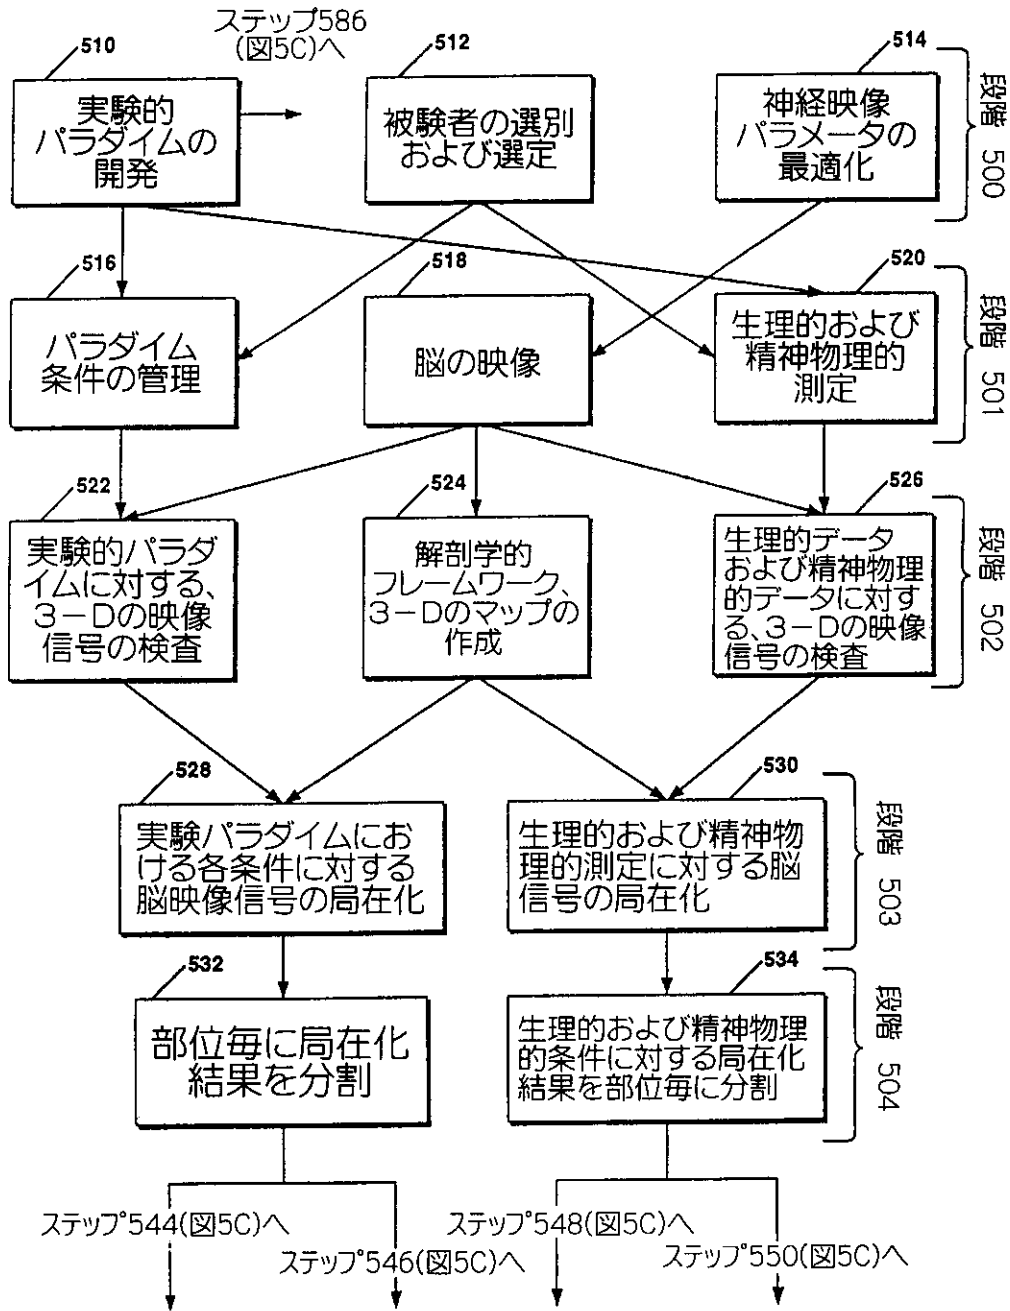 ステップ586
(図5C)へ
510
512
514
実験的
パラダイムの
開発
被験者の選別
および選定
神経映像
パラメータの
最適化
段階 500
516
518
520
パラダイム
条件の管理
脳の映像
生理的および
精神物理的
測定
段階 501
522
524
526
実験的パラダ
イムに対する、
3-Dの映像
信号の検査
解剖学的
フレームワーク、
3-Dのマップの
作成
生理的データ
および精神物理
的データに対す
る、3-Dの映像
信号の検査
段階 502
528
530
実験パラダイムにお
ける各条件に対する
脳映像信号の局在化
生理的および精神物
理的測定に対する脳
信号の局在化
段階 503
532
534
部位毎に局在化
結果を分割
生理的および精神物理
的条件に対する局在化
結果を部位毎に分割
段階 504
ステップ544(図5C)へ
ステップ546(図5C)へ
ステップ548(図5C)へ
ステップ550(図5C)へ